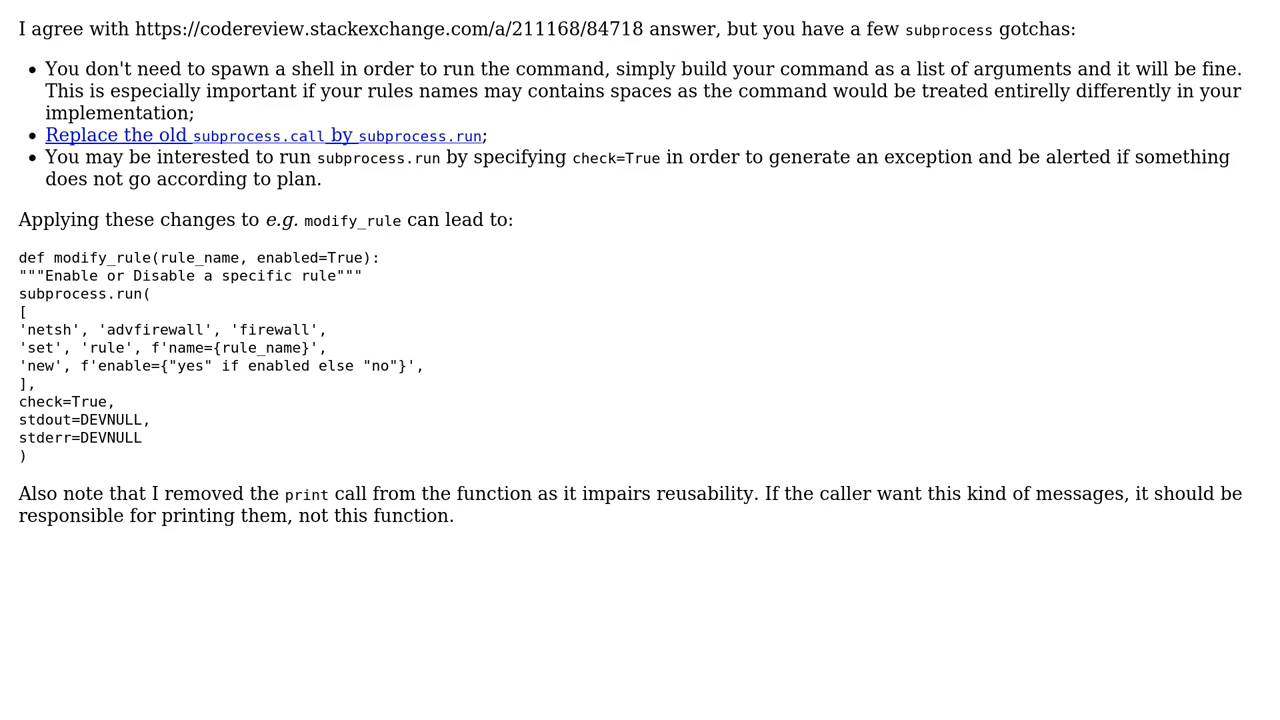 I agree with https://codereview.stackexchange.com/a/211168/84718 answer, but you have a few subprocess gotchas:
• You don't need to spawn a shell in order to run the command, simply build your command as a list of arguments and it will be fine.
This is especially important if your rules names may contains spaces as the command would be treated entirelly differently in your
implementation;
• Replace the old subprocess.call by subprocess.run;
• You may be interested to run subprocess.run by specifying check=True in order to generate an exception and be alerted if something
does not go according to plan.
Applying these changes to e.g. modify_rule can lead to:
def modify_rule(rule_name, enabled=True):
"""Enable or Disable a specific rule"""
subprocess.run(
[
'netsh', 'advfirewall', 'firewall',
'set', 'rule', f'name={rule_name}',
'new', f'enable={"yes" if enabled else "no"}',
],
check=True,
stdout=DEVNULL,
stderr=DEVNULL
)
Also note that I removed the print call from the function as it impairs reusability. If the caller want this kind of messages, it should be
responsible for printing them, not this function.